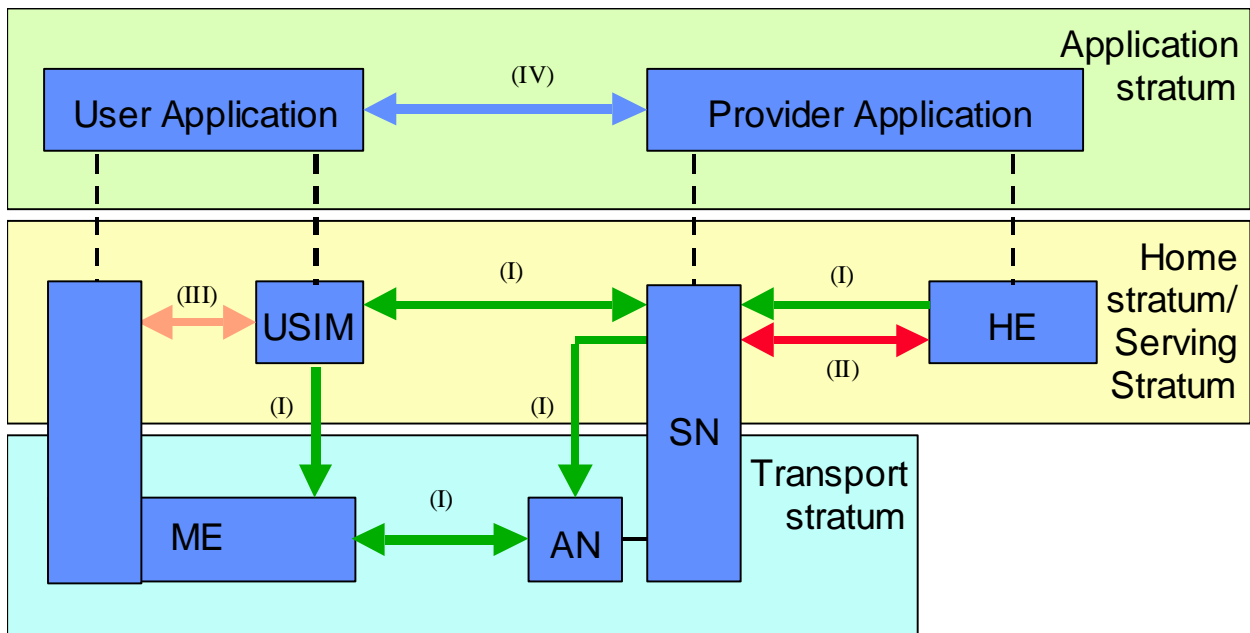 Application
stratum
(IV)
User Application
Provider Application
Home
stratum/
Serving
Stratum
(III)
(I)
(I)
USIM
HE
(II)
(I)
(I)
SN
Transport
stratum
(I)
ME
AN